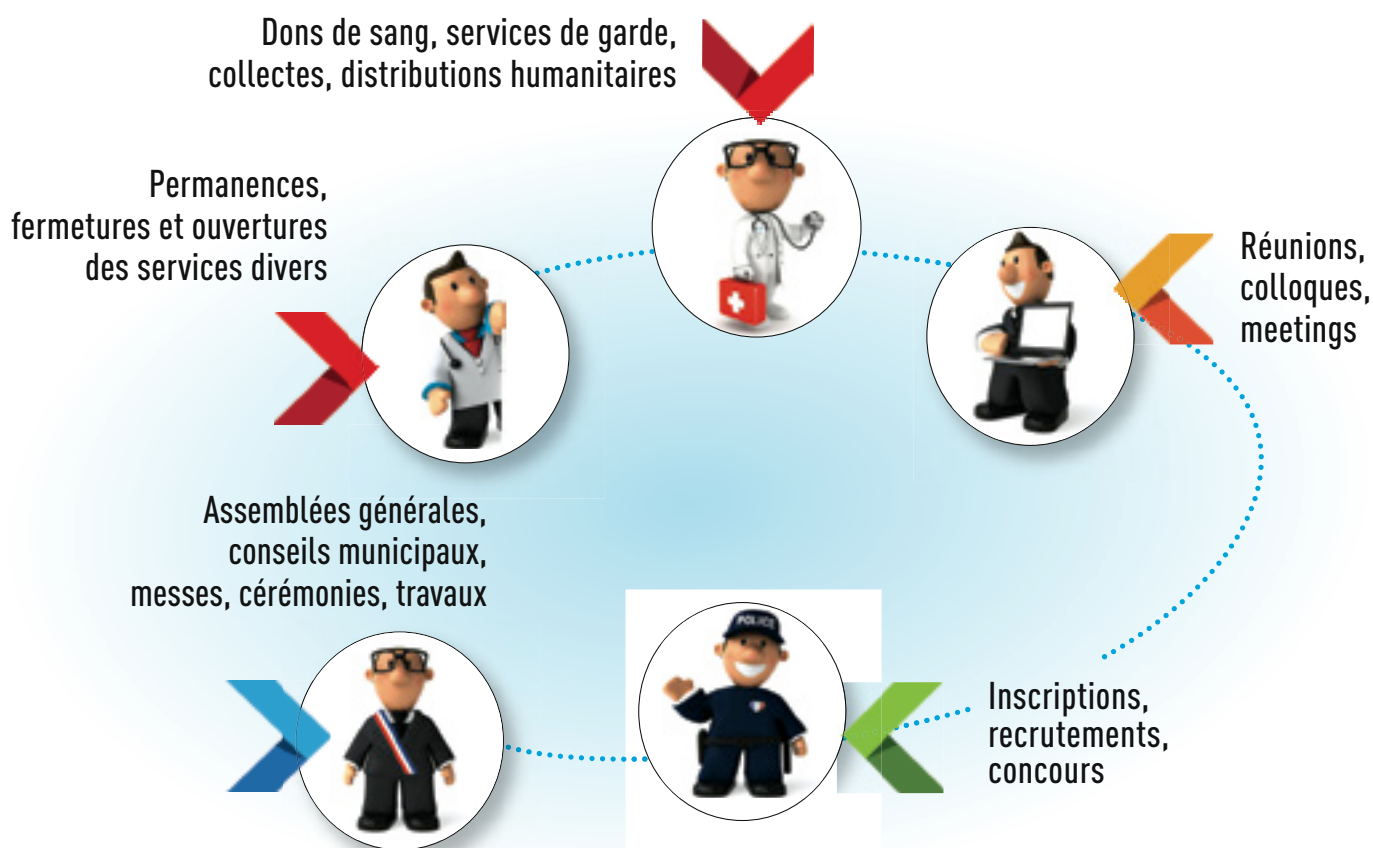 Dons de sang, services de garde,
collectes, distributions humanitaires
Permanences,
fermetures et ouvertures
des services divers
Réunions,
colloques,
meetings
Assemblées générales,
conseils municipaux,
messes, cérémonies, travaux
POLICE
Inscriptions,
recrutements,
concours